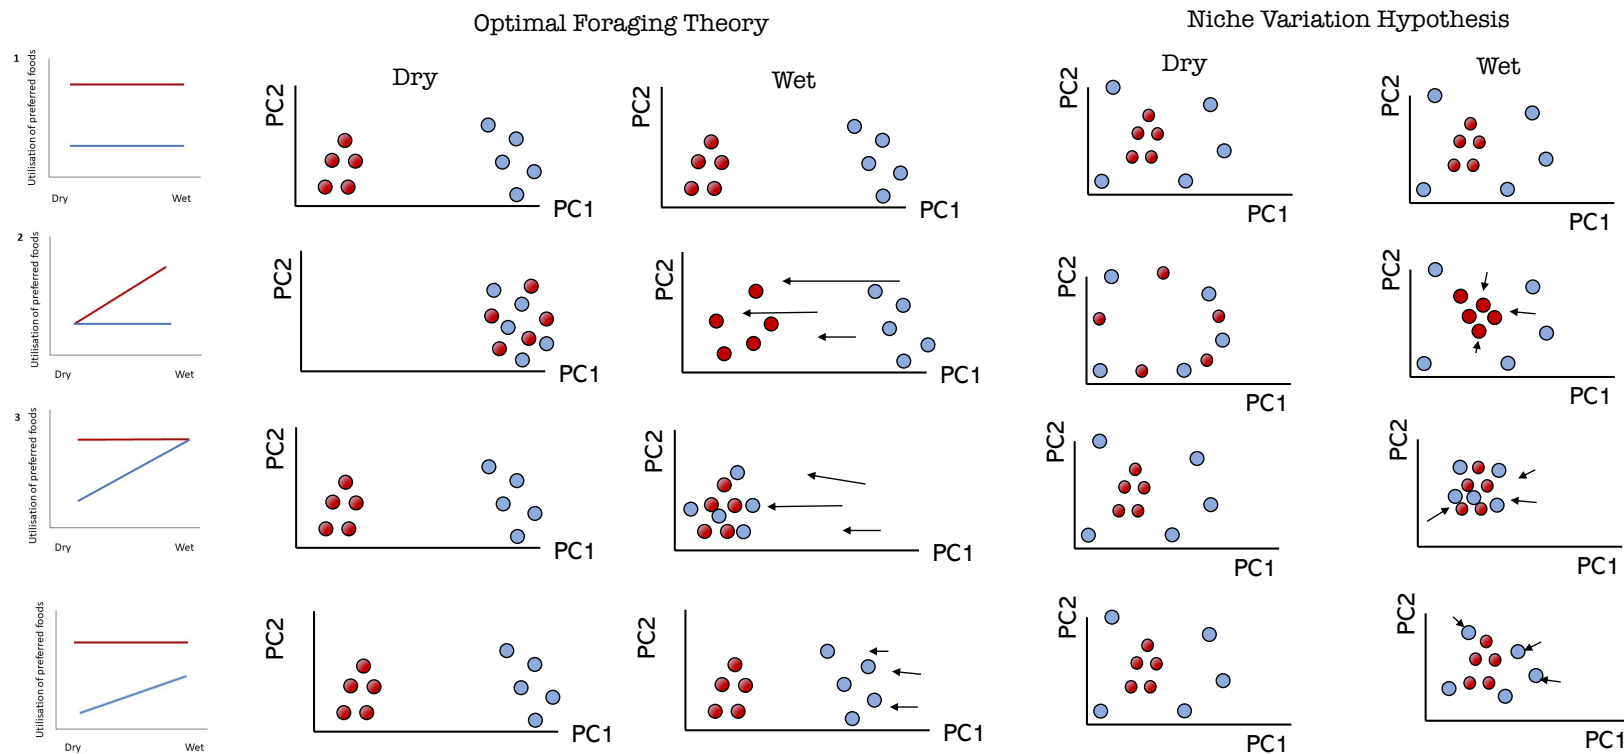 Optimal Foraging Theory
Niche Variation Hypothesis
1
Utilisation of preferred foods
Dry
Wet
Dry
PC2
PC1
Wet
PC2
PC1
Dry
PC2
PC1
Wet
PC2
PC1
2
Utilisation of preferred foods
Dry
Wet
PC2
PC1
PC2
PC1
PC2
PC1
PC2
PC1
3
Utilisation of preferred foods
Dry
Wet
PC2
PC1
PC2
PC1
PC2
PC1
PC2
PC1
Utilisation of preferred foods
Dry
Wet
PC2
PC1
PC2
PC1
PC2
PC1
PC2
PC1